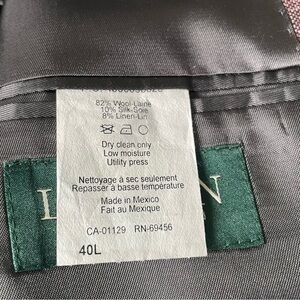 82% Wool-Laine
10% Silk-Soie
8% Linen-Lin
Dry clean only
Low moisture
Utility press
Nettoyage à sec seulement
Repasser à basse température
Made in Mexico
Fait au Mexique
CA-01129 RN-69456
40L
L
N